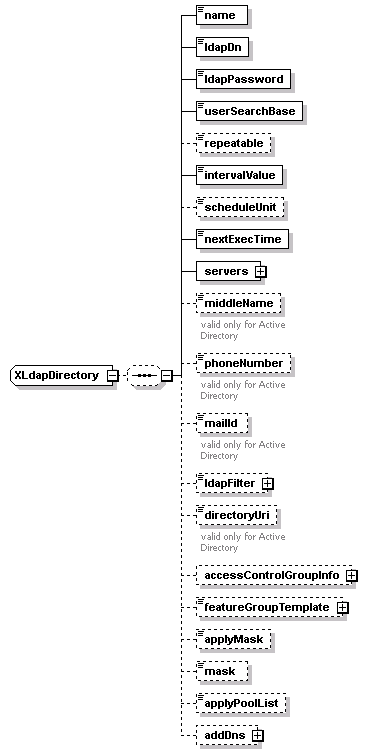 name
ldapDn
ldapPassword
userSearchBase
repeatable
intervalValue
scheduleUnit
nextExecTime
servers
middleName
valid only for Active
Directory
XLdapDirectory
phoneNumber
valid only for Active
Directory
mailId
valid only for Active
Directory
ldapFilter
directoryUri
valid only for Active
Directory
accessControlGroupInfo
featureGroupTemplate
applyMask
mask
applyPoolList
addDns